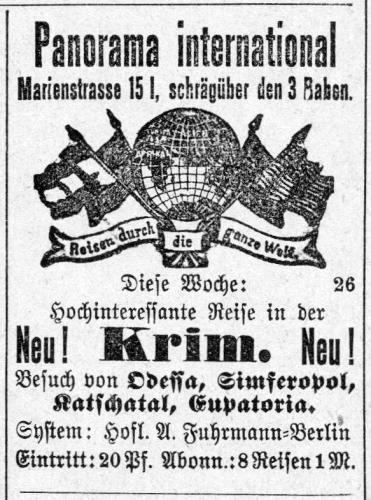 Panorama international
Marienstrasse 15 I, schrägüber den 3 Raben.
Reisen durch die ganze Welt.
Diese Woche: 26
Hochinteressante Reise in der
Neu! Krim. Neu!
Besuch von Odessa, Simferopol,
Katschatal, Eupatoria.
System: Hofl. A. Fuhrmann-Berlin
Eintritt: 20 Pf. Abonn.: 8 Reisen 1 M.